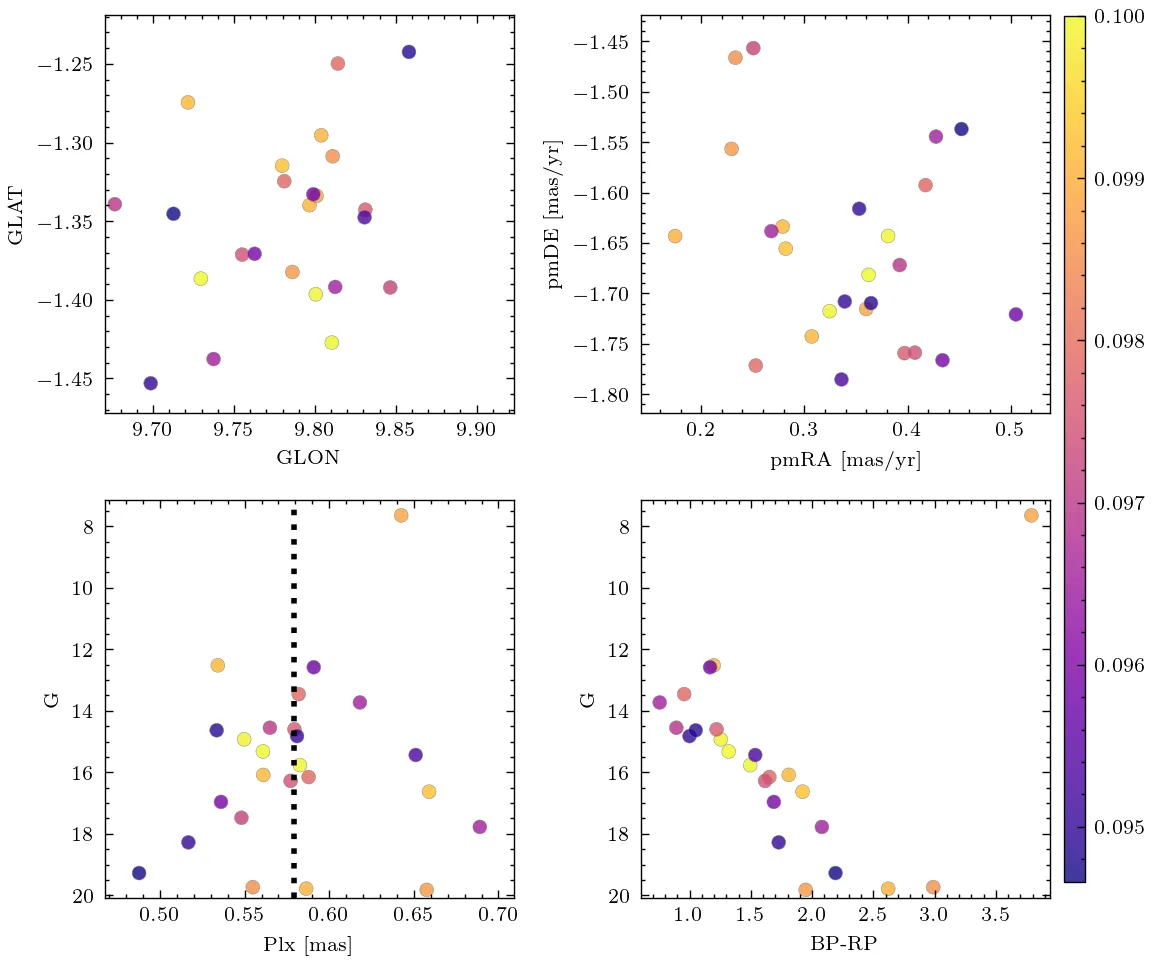 −1.25
−1.30
−1.35
−1.40
−1.45
GLAT
9.70 9.75 9.80 9.85 9.90
GLON
−1.45
−1.50
−1.55
−1.60
−1.65
−1.70
−1.75
−1.80
pmDE [mas/yr]
0.2 0.3 0.4 0.5
pmRA [mas/yr]
8
10
12
14
16
18
20
G
0.50 0.55 0.60 0.65 0.70
Plx [mas]
8
10
12
14
16
18
20
G
1.0 1.5 2.0 2.5 3.0 3.5
BP-RP
0.100
0.099
0.098
0.097
0.096
0.095